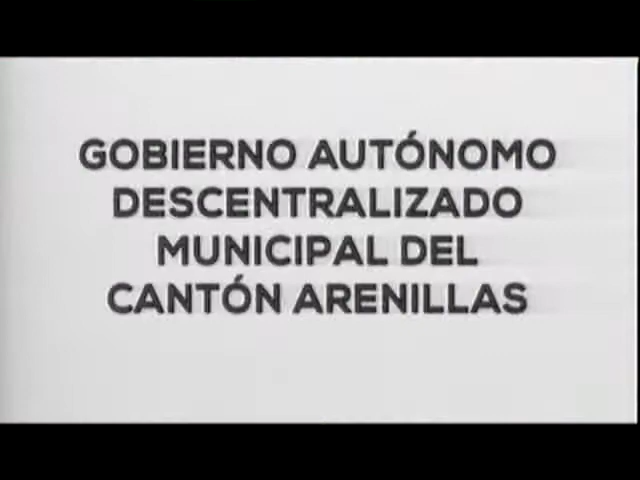 GOBIERNO AUTÓNOMO
DESCENTRALIZADO
MUNICIPAL DEL
CANTÓN ARENILLAS